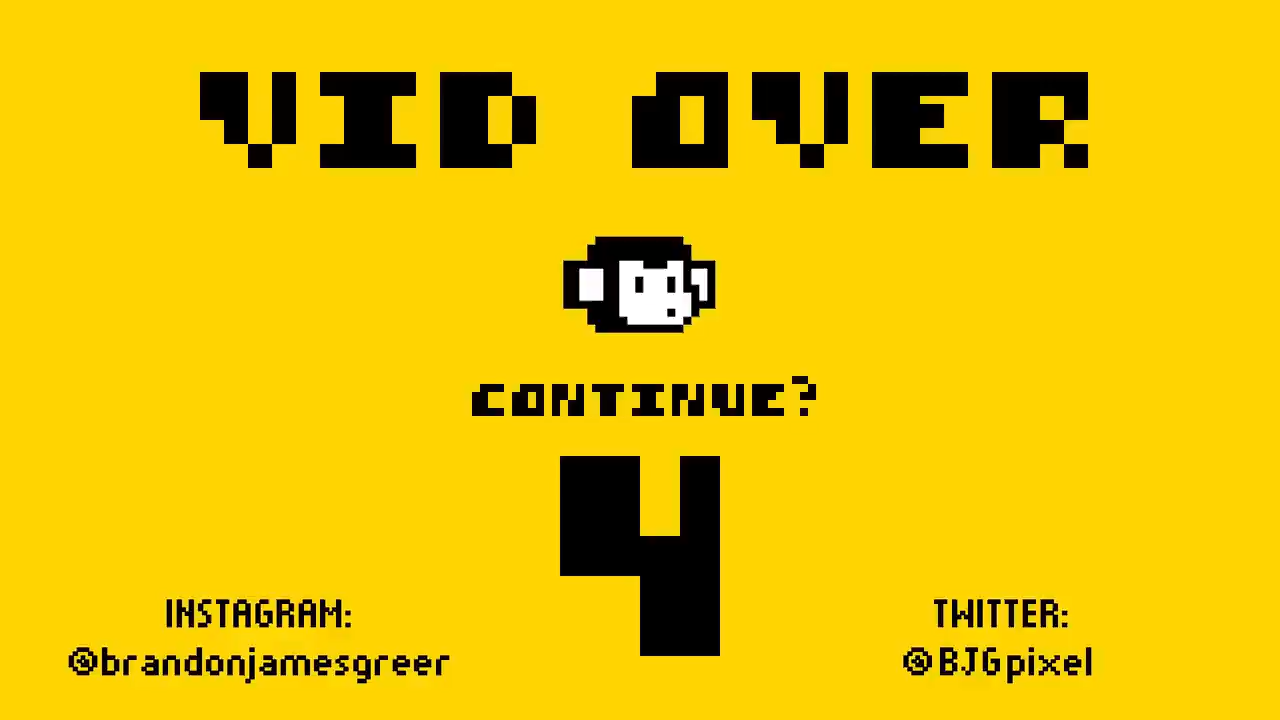 VID OVER
CONTINUE?
4
INSTAGRAM:
@brandonjamesgreer
TWITTER:
@BJGpixel